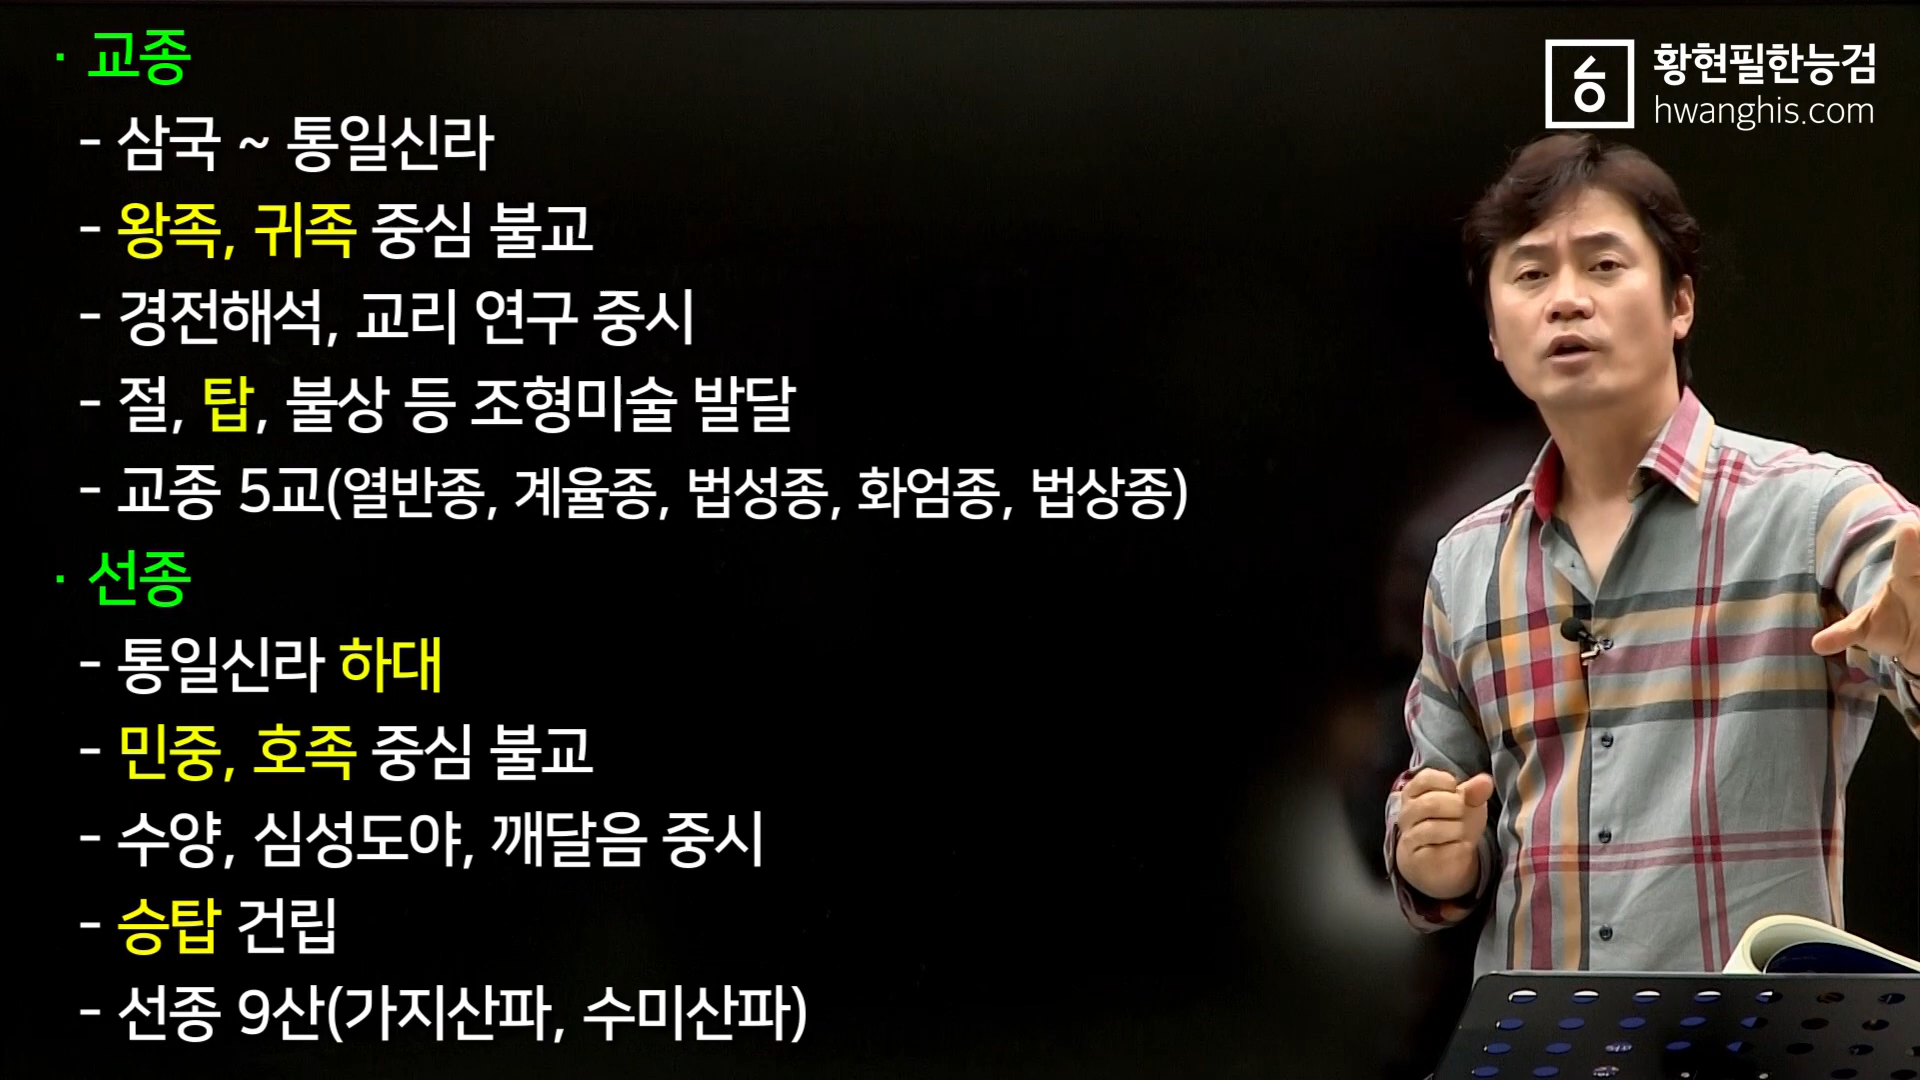 · 교종
- 삼국 ~ 통일신라
- 왕족, 귀족 중심 불교
- 경전해석, 교리 연구 중시
- 절, 탑, 불상 등 조형미술 발달
- 교종 5교(열반종, 계율종, 법성종, 화엄종, 법상종)
· 선종
- 통일신라 하대
- 민중, 호족 중심 불교
- 수양, 심성도야, 깨달음 중시
- 승탑 건립
- 선종 9산(가지산파, 수미산파)
황현필한능검
hwanghis.com